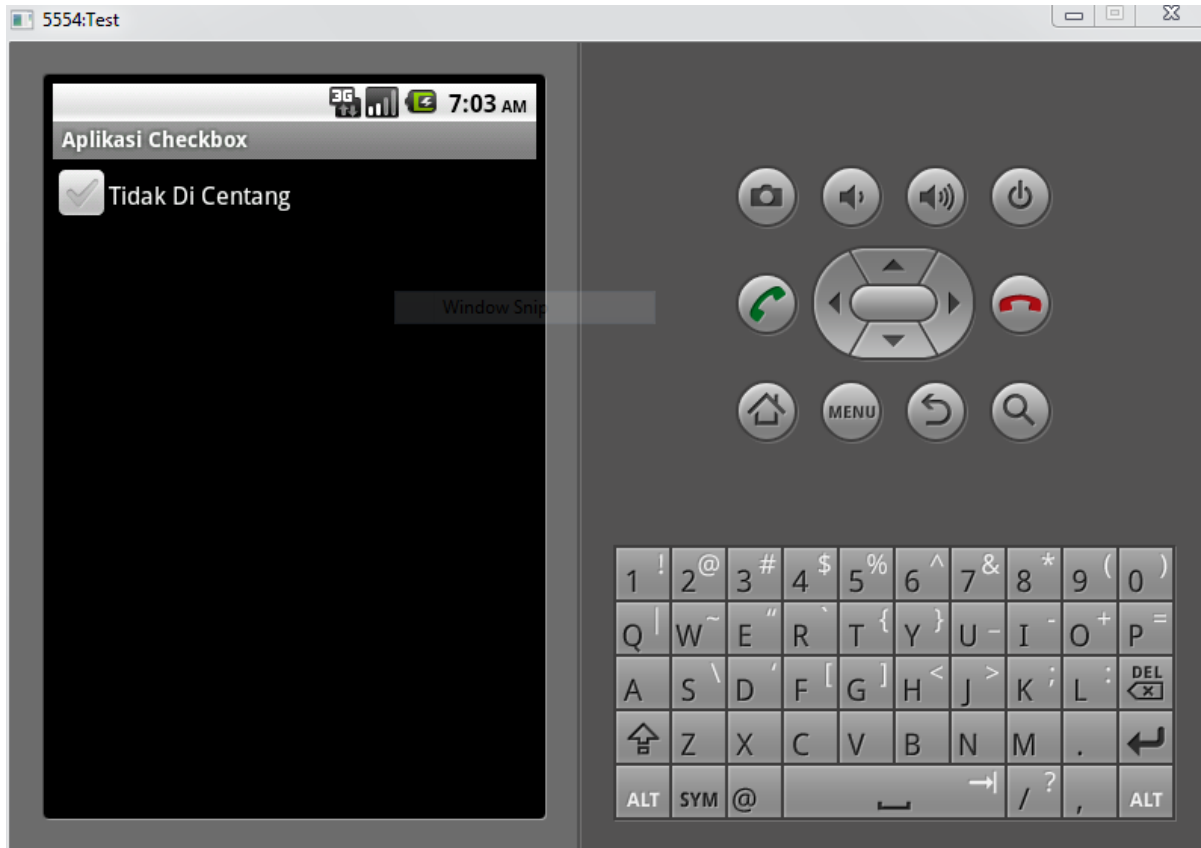 5554:Test
3G 7:03 AM
Aplikasi Checkbox
Tidak Di Centang
Window Snip
MENU
1 ! 2 @ 3 # 4 $ 5 % 6 ^ 7 & 8 * 9 ( 0 )
Q | W ~ E " R ` T { Y } U _ I - O + P =
A S \ D ' F [ G ] H < J > K ; L : DEL
Z X C V B N M .
ALT SYM @ / ? , ALT